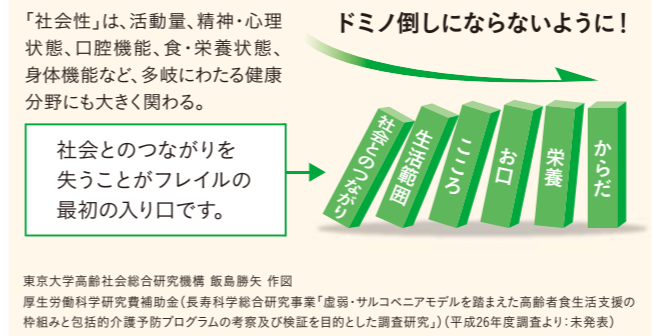 「社会性」は、活動量、精神・心理
状態、口腔機能、食・栄養状態、
身体機能など、多岐にわたる健康
分野にも大きく関わる。
社会とのつながりを
失うことがフレイルの
最初の入り口です。
ドミノ倒しにならないように！
社会とのつながり
生活範囲
こころ
お口
栄養
からだ
東京大学高齢社会総合研究機構 飯島勝矢 作図
厚生労働科学研究費補助金（長寿科学総合研究事業「虚弱・サルコペニアモデルを踏まえた高齢者食生活支援の
枠組みと包括的介護予防プログラムの考察及び検証を目的とした調査研究」）（平成26年度調査より：未発表）